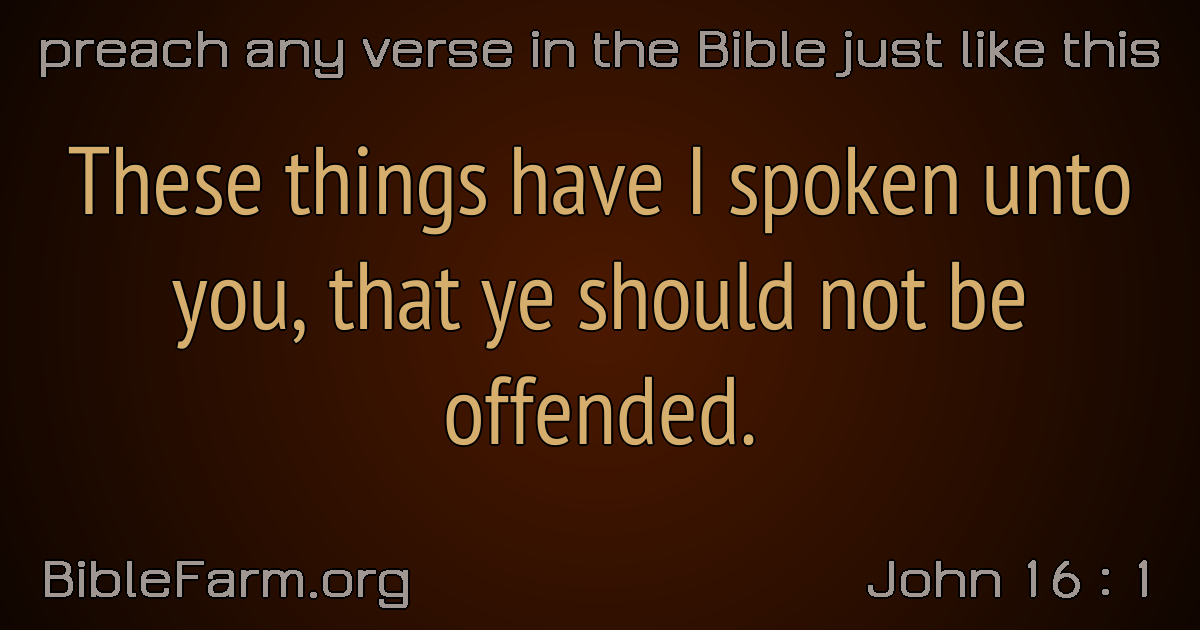 preach any verse in the Bible just like this
These things have I spoken unto
you, that ye should not be
offended.
BibleFarm.org
John 16 : 1